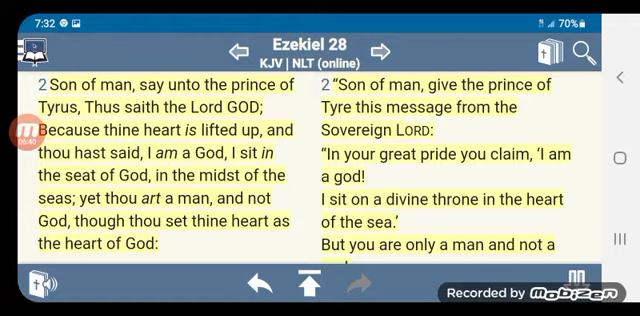 7:32
70%
Ezekiel 28
KJV | NLT (online)
2 Son of man, say unto the prince of
Tyrus, Thus saith the Lord GOD;
Because thine heart is lifted up, and
thou hast said, I am a God, I sit in
the seat of God, in the midst of the
seas; yet thou art a man, and not
God, though thou set thine heart as
the heart of God:
2 “Son of man, give the prince of
Tyre this message from the
Sovereign LORD:
“In your great pride you claim, ‘I am
a god!
I sit on a divine throne in the heart
of the sea.’
But you are only a man and not a
06:40
Recorded by Mobizen